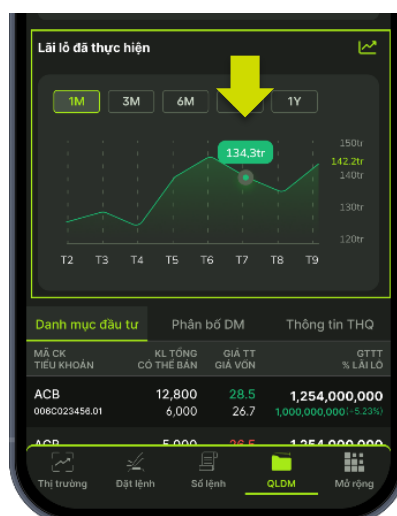 Lãi lỗ đã thực hiện
1M 3M 6M 1Y
134,3tr
150tr
142.2tr
140tr
130tr
120tr
T2 T3 T4 T5 T6 T7 T8 T9
Danh mục đầu tư Phân bố DM Thông tin THQ
MÃ CK KL TỔNG GIÁ TT GTTT
TIỂU KHOẢN CÓ THỂ BÁN GIÁ VỐN % LÃI LỖ
ACB 12,800 28.5 1,254,000,000
006C023456.01 6,000 26.7 1,000,000,000(-5.23%)
ACB 5,000 26.5 1,254,000,000
Thị trường Đặt lệnh Sổ lệnh QLDM Mở rộng